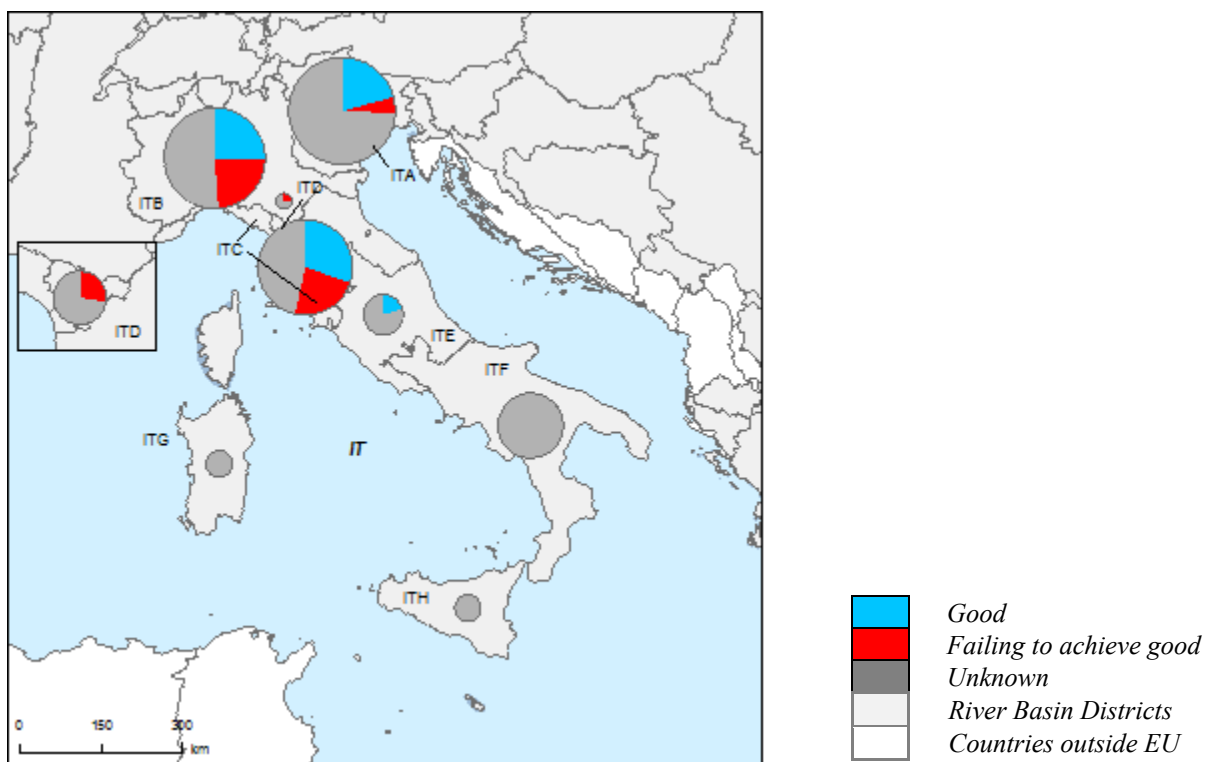 ITA
ITD
ITB
ITC
ITD
ITE
ITF
ITG
IT
ITH
0 150 300
km
Good
Failing to achieve good
Unknown
River Basin Districts
Countries outside EU